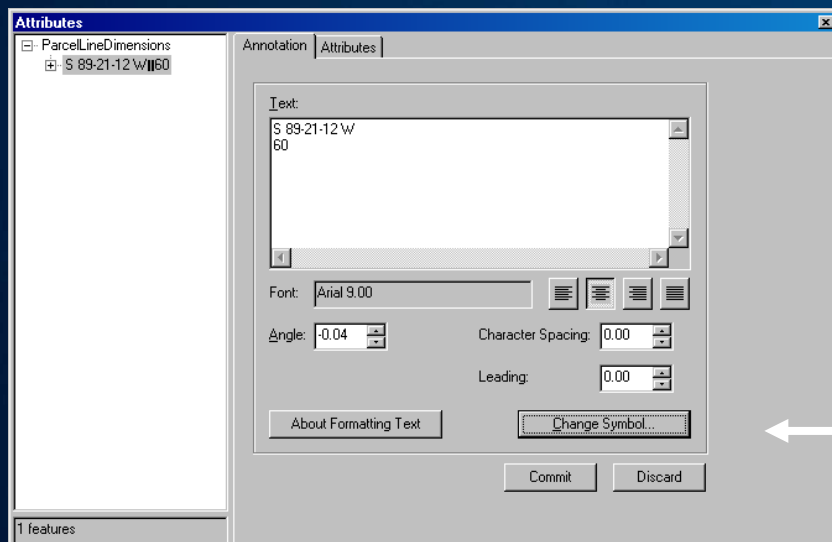 Attributes
ParcelLineDimensions
S 89-21-12 W||60
1 features
Annotation
Attributes
Text:
S 89-21-12 W
60
Font: Arial 9.00
Angle: -0.04 Character Spacing: 0.00
Leading: 0.00
About Formatting Text Change Symbol...
Commit Discard